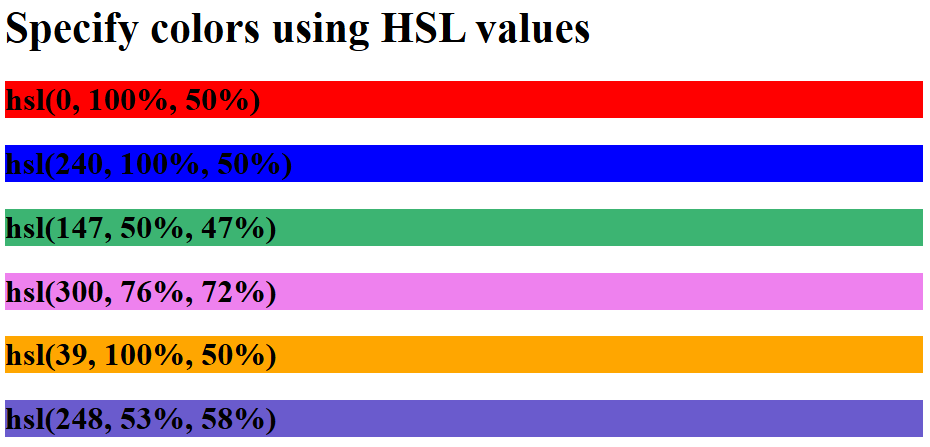 Specify colors using HSL values
hsl(0, 100%, 50%)
hsl(240, 100%, 50%)
hsl(147, 50%, 47%)
hsl(300, 76%, 72%)
hsl(39, 100%, 50%)
hsl(248, 53%, 58%)